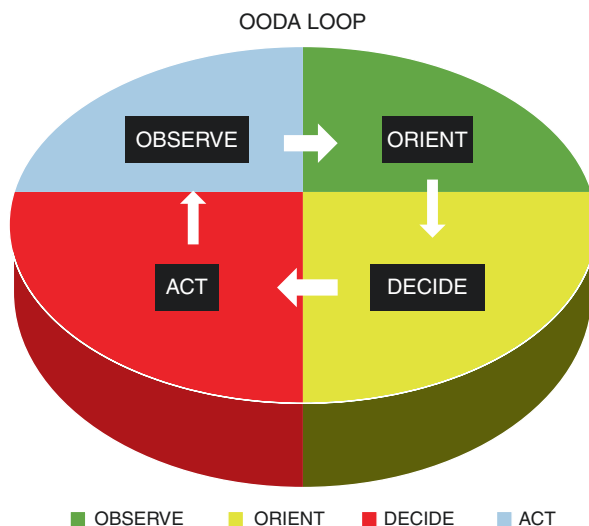 OODA LOOP
OBSERVE
ORIENT
ACT
DECIDE
OBSERVE ORIENT DECIDE ACT